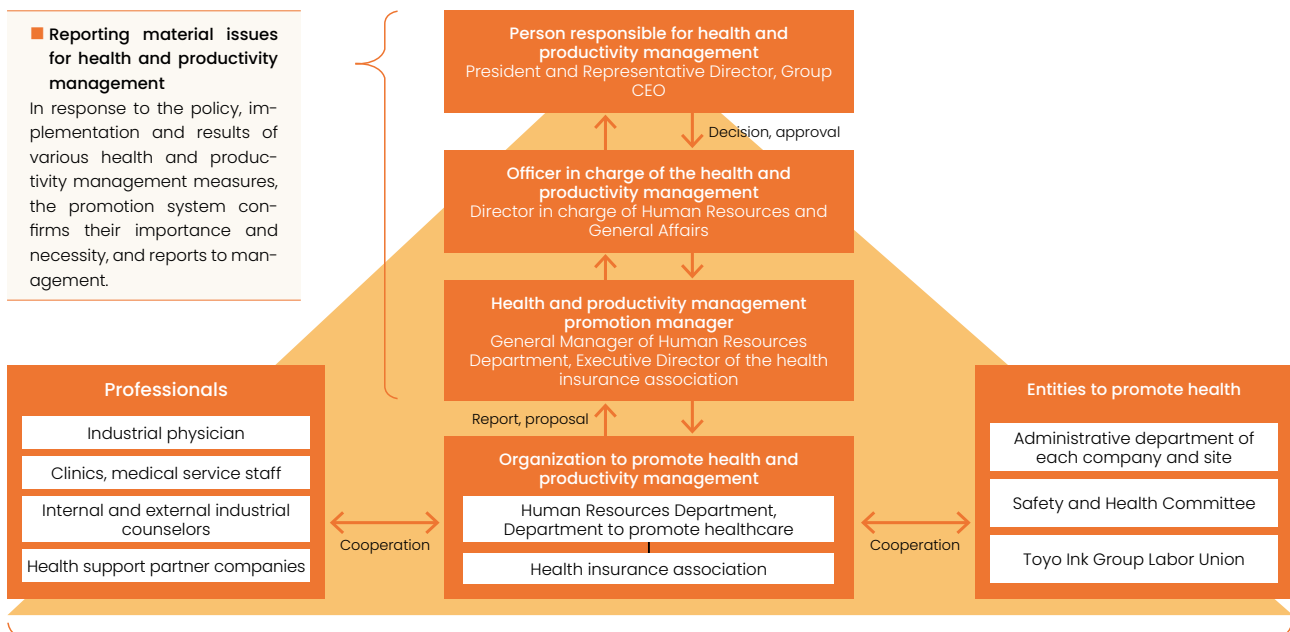 ■ Reporting material issues
for health and productivity
management
In response to the policy, im-
plementation and results of
various health and produc-
tivity management measures,
the promotion system con-
firms their importance and
necessity, and reports to man-
agement.
Person responsible for health and
productivity management
President and Representative Director, Group
CEO
Decision, approval
Officer in charge of the health and
productivity management
Director in charge of Human Resources and
General Affairs
Health and productivity management
promotion manager
General Manager of Human Resources
Department, Executive Director of the health
insurance association
Report, proposal
Professionals
Industrial physician
Clinics, medical service staff
Internal and external industrial
counselors
Health support partner companies
Cooperation
Organization to promote health and
productivity management
Human Resources Department,
Department to promote healthcare
Health insurance association
Cooperation
Entities to promote health
Administrative department of
each company and site
Safety and Health Committee
Toyo Ink Group Labor Union